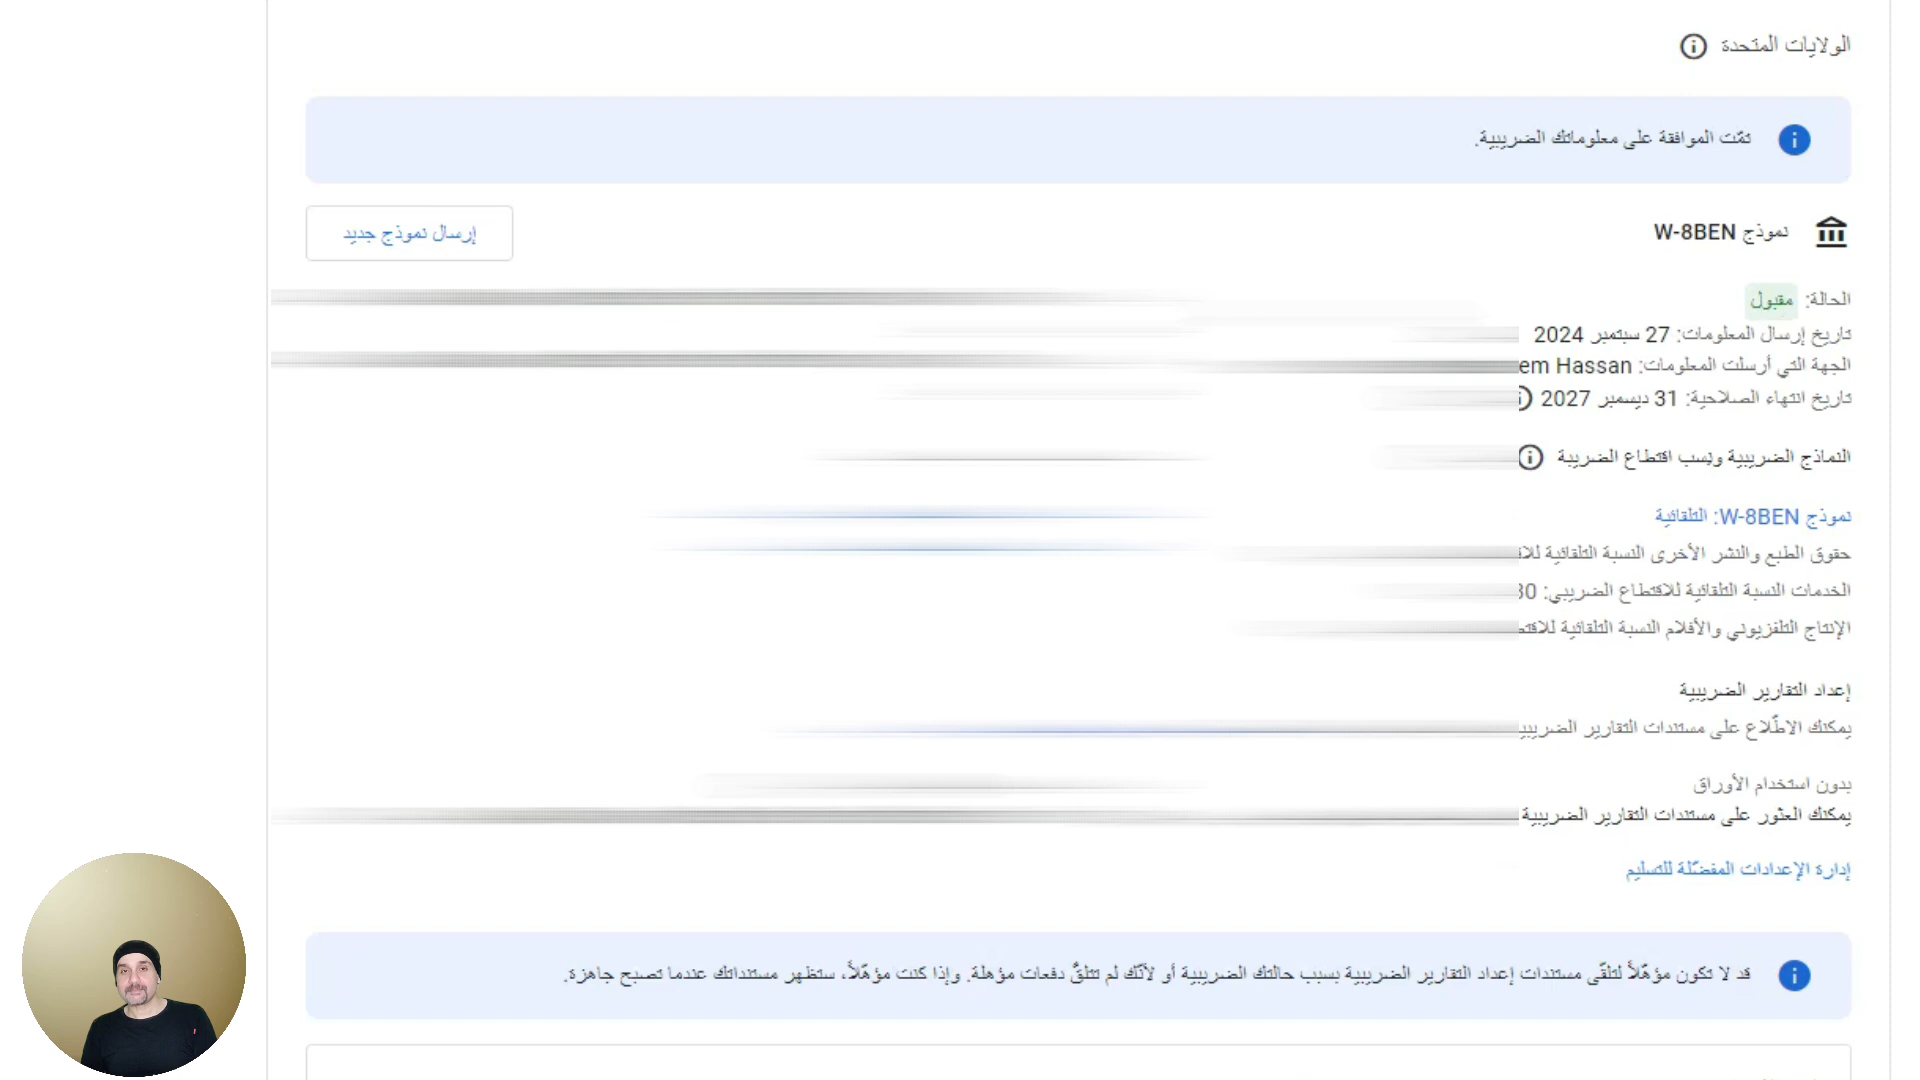 الولايات المتحدة
تمّت الموافقة على معلوماتك الضريبية.
نموذج W-8BEN
إرسال نموذج جديد
الحالة: مقبول
تاريخ إرسال المعلومات: 27 سبتمبر 2024
الجهة التي أرسلت المعلومات: em Hassan
تاريخ انتهاء الصلاحية: 31 ديسمبر 2027
النماذج الضريبية ونِسب اقتطاع الضريبة
نموذج W-8BEN: التلقائية
حقوق الطبع والنشر الأخرى النسبة التلقائية
الخدمات النسبة التلقائية للاقتطاع الضريبي: 30
الإنتاج التلفزيوني والأفلام النسبة التلقائية
إعداد التقارير الضريبية
يمكنك الاطّلاع على مستندات التقارير
بدون استخدام الأوراق
يمكنك العثور على مستندات التقارير الضريبية
إدارة الإعدادات المفضّلة للتسليم
قد لا تكون مؤهّلاً لتلقّي مستندات إعداد التقارير الضريبية بسبب حالتك الضريبية أو لأنّك لم تتلقَّ دفعات مؤهلة. وإذا كنت مؤهّلاً، ستظهر مستنداتك عندما تصبح جاهزة.